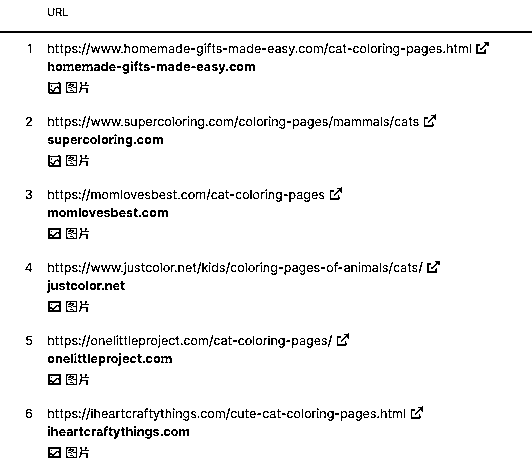 URL
1 https://www.homemade-gifts-made-easy.com/cat-coloring-pages.html
homemade-gifts-made-easy.com
图片
2 https://www.supercoloring.com/coloring-pages/mammals/cats
supercoloring.com
图片
3 https://momlovesbest.com/cat-coloring-pages
momlovesbest.com
图片
4 https://www.justcolor.net/kids/coloring-pages-of-animals/cats/
justcolor.net
图片
5 https://onelittleproject.com/cat-coloring-pages/
onelittleproject.com
图片
6 https://iheartcraftythings.com/cute-cat-coloring-pages.html
iheartcraftythings.com
图片